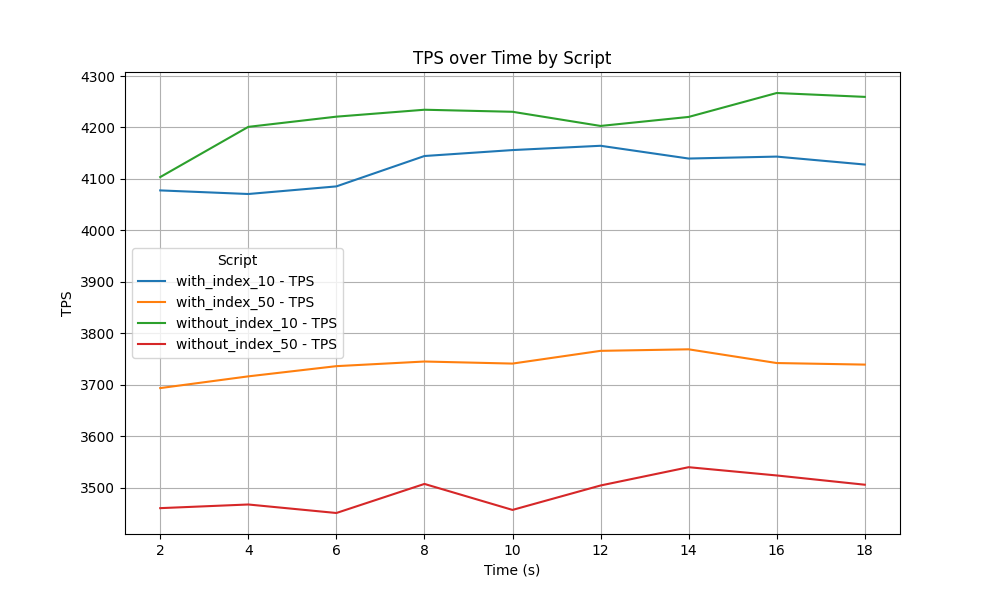 TPS over Time by Script
4300
4200
4100
4000
3900
3800
3700
3600
3500
TPS
Script
with_index_10 - TPS
with_index_50 - TPS
without_index_10 - TPS
without_index_50 - TPS
2 4 6 8 10 12 14 16 18
Time (s)